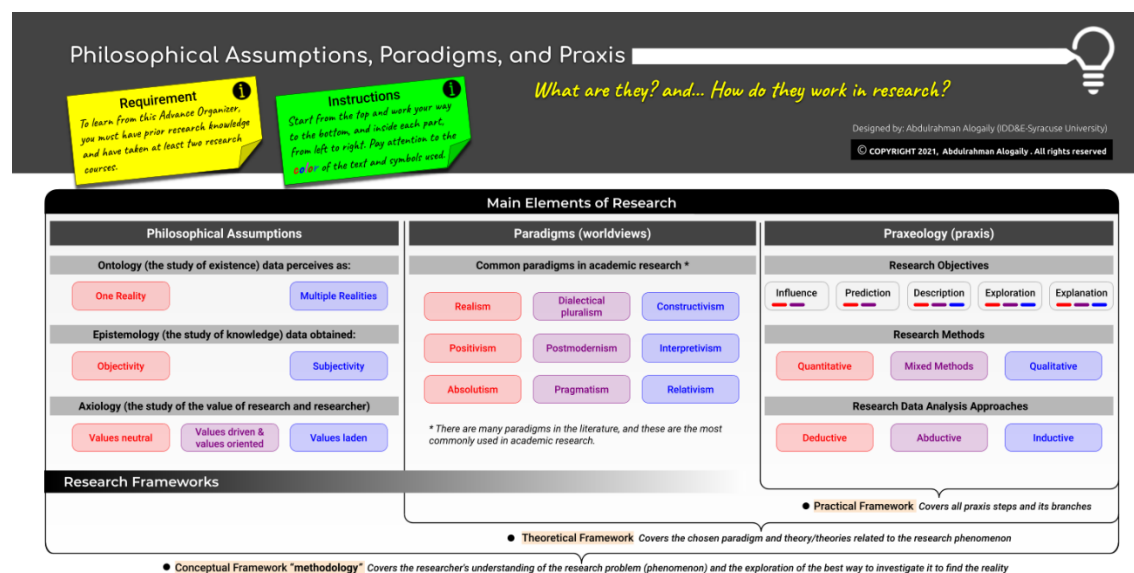 Philosophical Assumptions, Paradigms, and Praxis
Requirement
To learn from this Advance Organizer,
you must have prior research knowledge
and have taken at least two research
courses.
Instructions
Start from the top and work your way
to the bottom, and inside each part,
from left to right. Pay attention to the
color of the text and symbols used.
What are they? and... How do they work in research?
Designed by: Abdulrahman Alogaily (IDD&E-Syracuse University)
© COPYRIGHT 2021, Abdulrahman Alogaily . All rights reserved
Main Elements of Research
Philosophical Assumptions
Ontology (the study of existence) data perceives as:
One Reality
Multiple Realities
Epistemology (the study of knowledge) data obtained:
Objectivity
Subjectivity
Axiology (the study of the value of research and researcher)
Values neutral
Values driven &
values oriented
Values laden
Paradigms (worldviews)
Common paradigms in academic research *
Realism
Dialectical
pluralism
Constructivism
Positivism
Postmodernism
Interpretivism
Absolutism
Pragmatism
Relativism
* There are many paradigms in the literature, and these are the most
commonly used in academic research.
Praxeology (praxis)
Research Objectives
Influence
Prediction
Description
Exploration
Explanation
Research Methods
Quantitative
Mixed Methods
Qualitative
Research Data Analysis Approaches
Deductive
Abductive
Inductive
Research Frameworks
Practical Framework Covers all praxis steps and its branches
Theoretical Framework Covers the chosen paradigm and theory/theories related to the research phenomenon
Conceptual Framework "methodology" Covers the researcher's understanding of the research problem (phenomenon) and the exploration of the best way to investigate it to find the reality